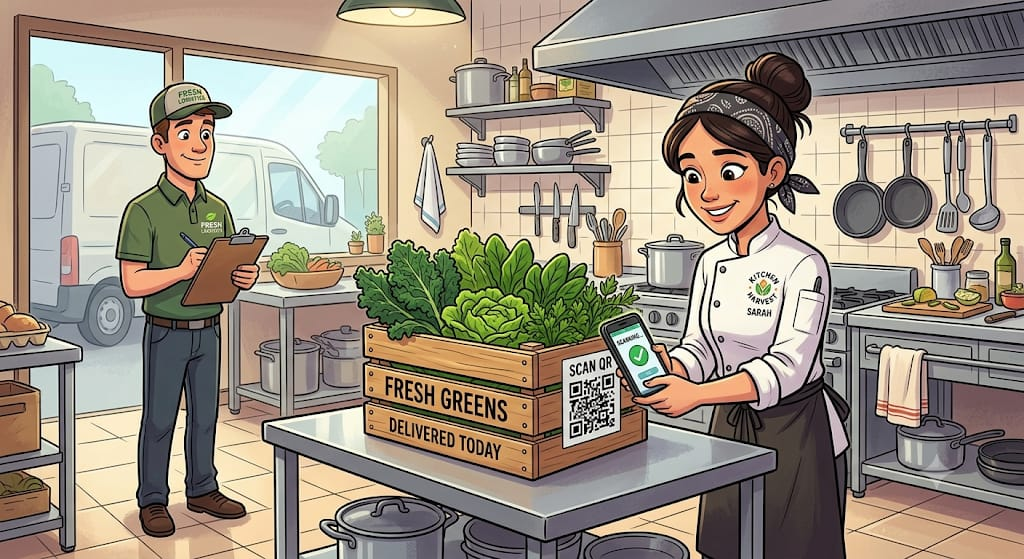 FRESH
LOGISTICS
FRESH
LOGISTICS
FRESH GREENS
DELIVERED TODAY
SCAN QR
SCANNING...
KITCHEN
HARVEST
SARAH